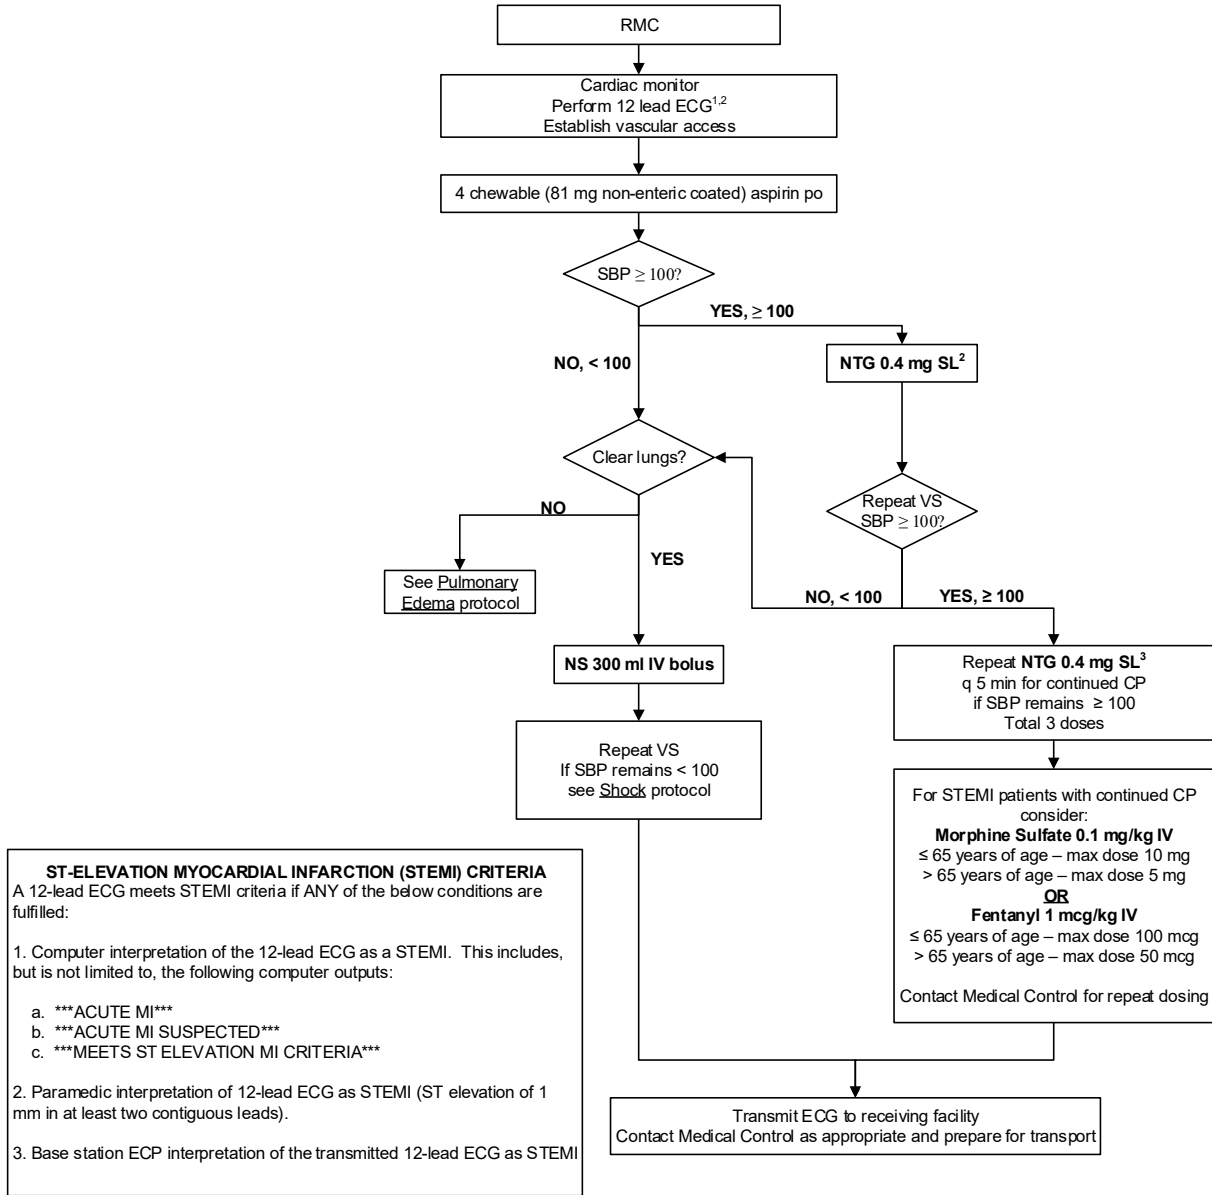 RMC
Cardiac monitor
Perform 12 lead ECG1,2
Establish vascular access
4 chewable (81 mg non-enteric coated) aspirin po
SBP ≥ 100?
YES, ≥ 100
NO, < 100
NTG 0.4 mg SL2
Clear lungs?
Repeat VS
SBP ≥ 100?
NO
YES
See Pulmonary
Edema protocol
NO, < 100
YES, ≥ 100
NS 300 ml IV bolus
Repeat NTG 0.4 mg SL3
q 5 min for continued CP
if SBP remains ≥ 100
Total 3 doses
Repeat VS
If SBP remains < 100
see Shock protocol
For STEMI patients with continued CP
consider:
Morphine Sulfate 0.1 mg/kg IV
≤ 65 years of age – max dose 10 mg
> 65 years of age – max dose 5 mg
OR
Fentanyl 1 mcg/kg IV
≤ 65 years of age – max dose 100 mcg
> 65 years of age – max dose 50 mcg
Contact Medical Control for repeat dosing
ST-ELEVATION MYOCARDIAL INFARCTION (STEMI) CRITERIA
A 12-lead ECG meets STEMI criteria if ANY of the below conditions are
fulfilled:
1. Computer interpretation of the 12-lead ECG as a STEMI. This includes,
but is not limited to, the following computer outputs:
a. ***ACUTE MI***
b. ***ACUTE MI SUSPECTED***
c. ***MEETS ST ELEVATION MI CRITERIA***
2. Paramedic interpretation of 12-lead ECG as STEMI (ST elevation of 1
mm in at least two contiguous leads).
3. Base station ECP interpretation of the transmitted 12-lead ECG as STEMI
Transmit ECG to receiving facility
Contact Medical Control as appropriate and prepare for transport